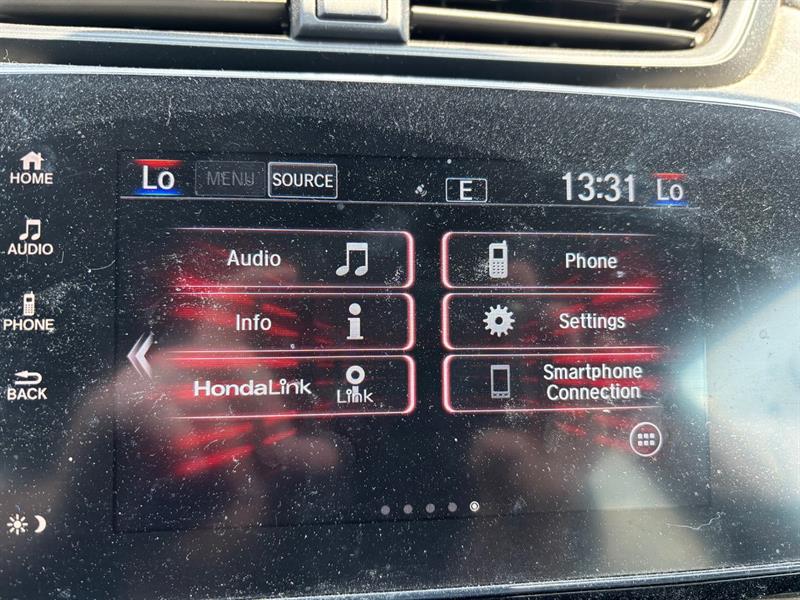 HOME
AUDIO
PHONE
BACK
Lo MENU SOURCE E 13:31 Lo
Audio
Phone
Info
Settings
HondaLink
Link
Smartphone
Connection